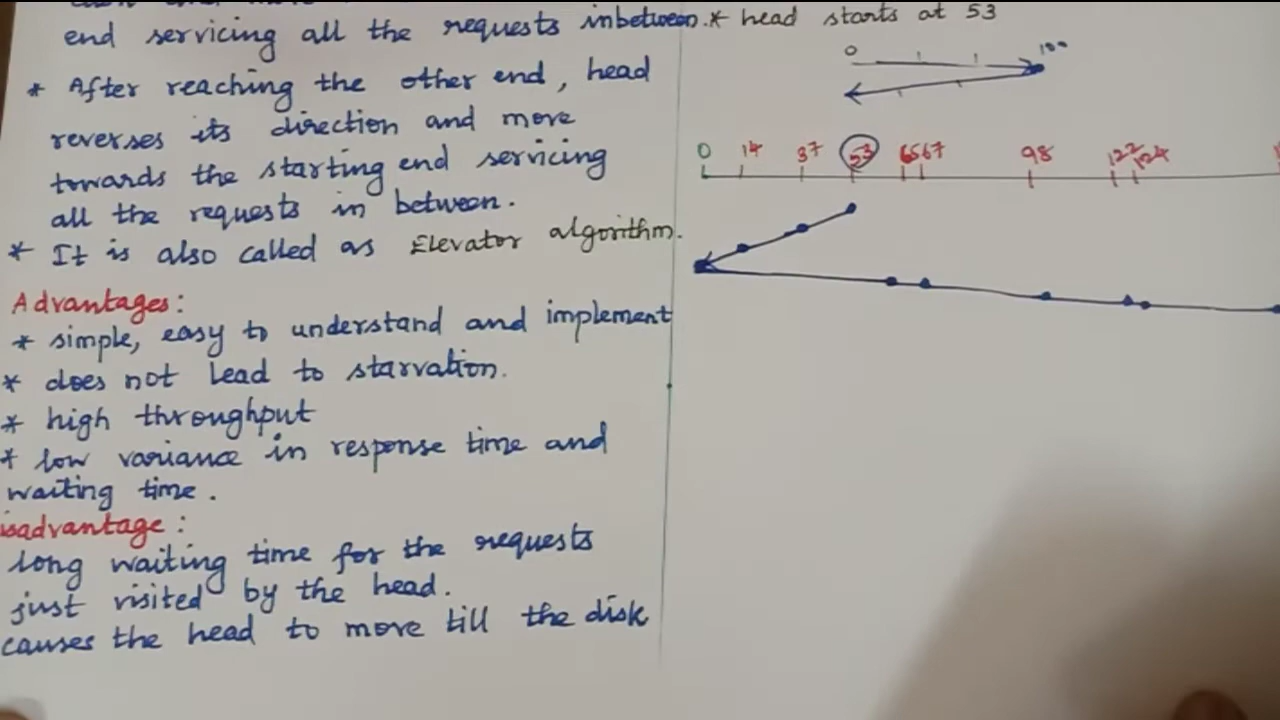 end servicing all the requests inbetween.
* After reaching the other end, head
reverses its direction and move
towards the starting end servicing
all the requests in between.
* It is also called as Elevator algorithm.
Advantages:
* simple, easy to understand and implement
* does not lead to starvation.
* high throughput
* low variance in response time and
waiting time.
isadvantage:
long waiting time for the requests
just visited by the head.
causes the head to move till the disk
* head starts at 53
0 100
0 14 37 53 65 67 98 122 124